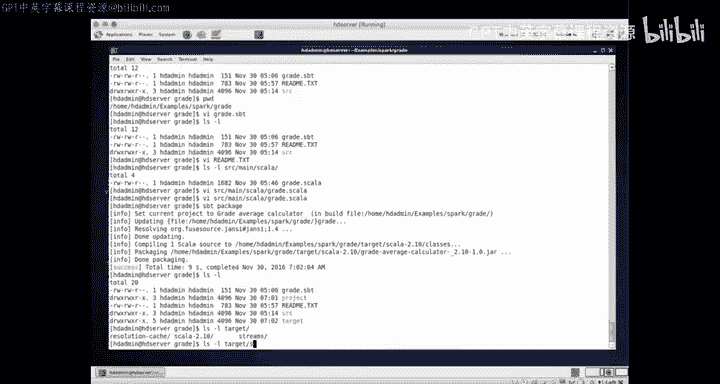 GPT中英字幕课程资源@bilibili.com
hdserver [Running]
GPT中英字幕课程资源 bilibili
Applications Places System
hdadmin@hdserver:~/Examples/spark/grade
File Edit View Search Terminal Help
total 12
-rw-rw-r--. 1 hdadmin hdadmin 151 Nov 30 05:06 grade.sbt
-rw-rw-r--. 1 hdadmin hdadmin 783 Nov 30 05:57 README.TXT
drwxrwxr-x. 3 hdadmin hdadmin 4096 Nov 30 05:14 src
[hdadmin@hdserver grade]$ pwd
/home/hdadmin/Examples/spark/grade
[hdadmin@hdserver grade]$ vi grade.sbt
[hdadmin@hdserver grade]$ ls -l
total 12
-rw-rw-r--. 1 hdadmin hdadmin 151 Nov 30 05:06 grade.sbt
-rw-rw-r--. 1 hdadmin hdadmin 783 Nov 30 05:57 README.TXT
drwxrwxr-x. 3 hdadmin hdadmin 4096 Nov 30 05:14 src
[hdadmin@hdserver grade]$ vi README.TXT
[hdadmin@hdserver grade]$ ls -l src/main/scala/
total 4
-rw-rw-r--. 1 hdadmin hdadmin 1682 Nov 30 05:46 grade.scala
[hdadmin@hdserver grade]$ vi src/main/scala/grade.scala
[hdadmin@hdserver grade]$ vi src/main/scala/grade.scala
[hdadmin@hdserver grade]$ sbt package
[info] Set current project to Grade average calculator (in build file:/home/hdadmin/Examples/spark/grade/)
[info] Updating {file:/home/hdadmin/Examples/spark/grade/}grade...
[info] Resolving org.fusesource.jansi#jansi;1.4 ...
[info] Done updating.
[info] Compiling 1 Scala source to /home/hdadmin/Examples/spark/grade/target/scala-2.10/classes...
[info] Packaging /home/hdadmin/Examples/spark/grade/target/scala-2.10/grade-average-calculator-_2.10-1.0.jar ...
[info] Done packaging.
[success] Total time: 9 s, completed Nov 30, 2016 7:02:04 AM
[hdadmin@hdserver grade]$ ls -l
total 20
-rw-rw-r--. 1 hdadmin hdadmin 151 Nov 30 05:06 grade.sbt
drwxrwxr-x. 3 hdadmin hdadmin 4096 Nov 30 07:01 project
-rw-rw-r--. 1 hdadmin hdadmin 783 Nov 30 05:57 README.TXT
drwxrwxr-x. 3 hdadmin hdadmin 4096 Nov 30 05:14 src
drwxrwxr-x. 5 hdadmin hdadmin 4096 Nov 30 07:02 target
[hdadmin@hdserver grade]$ ls -l target/
resolution-cache/ scala-2.10/ streams/
[hdadmin@hdserver grade]$ ls -l target/s
hdadmin@hdserver:~/...
Left